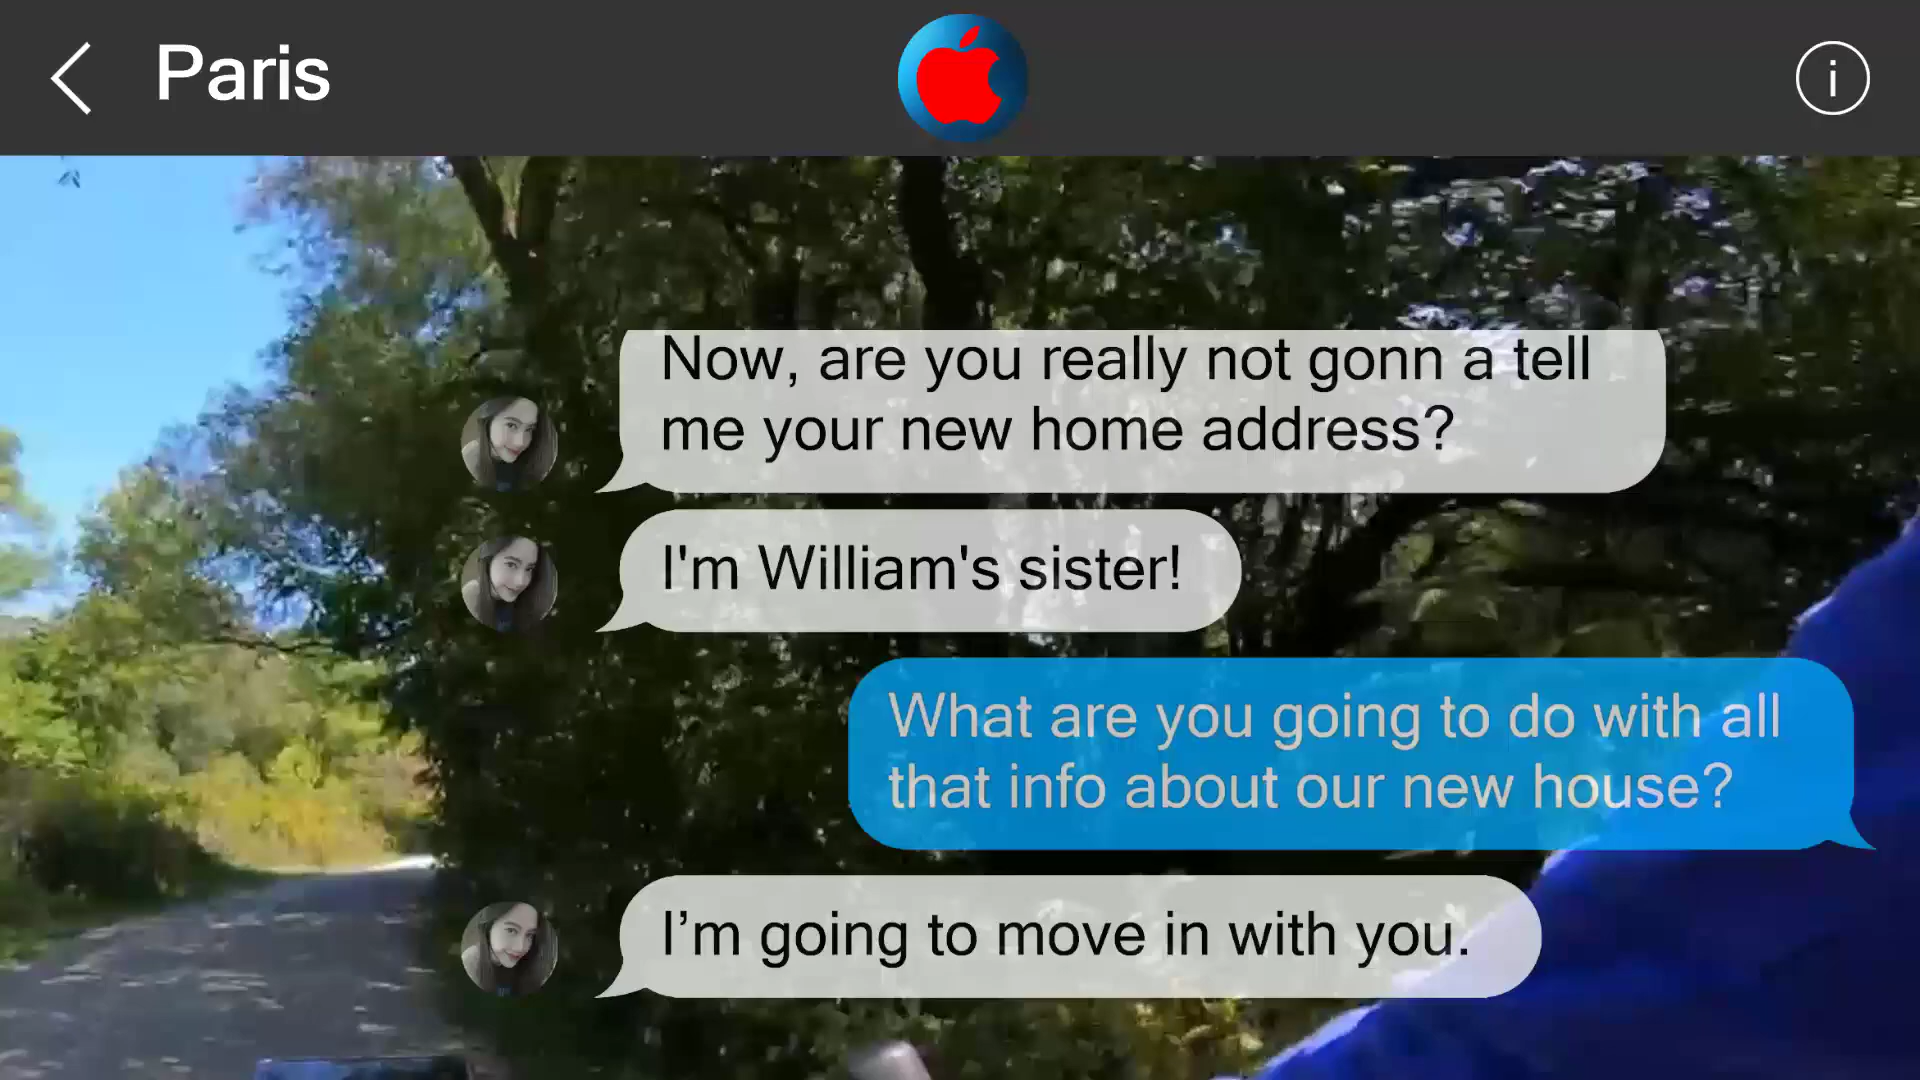 Paris
i
Now, are you really not gonn a tell
me your new home address?
I'm William's sister!
What are you going to do with all
that info about our new house?
I’m going to move in with you.